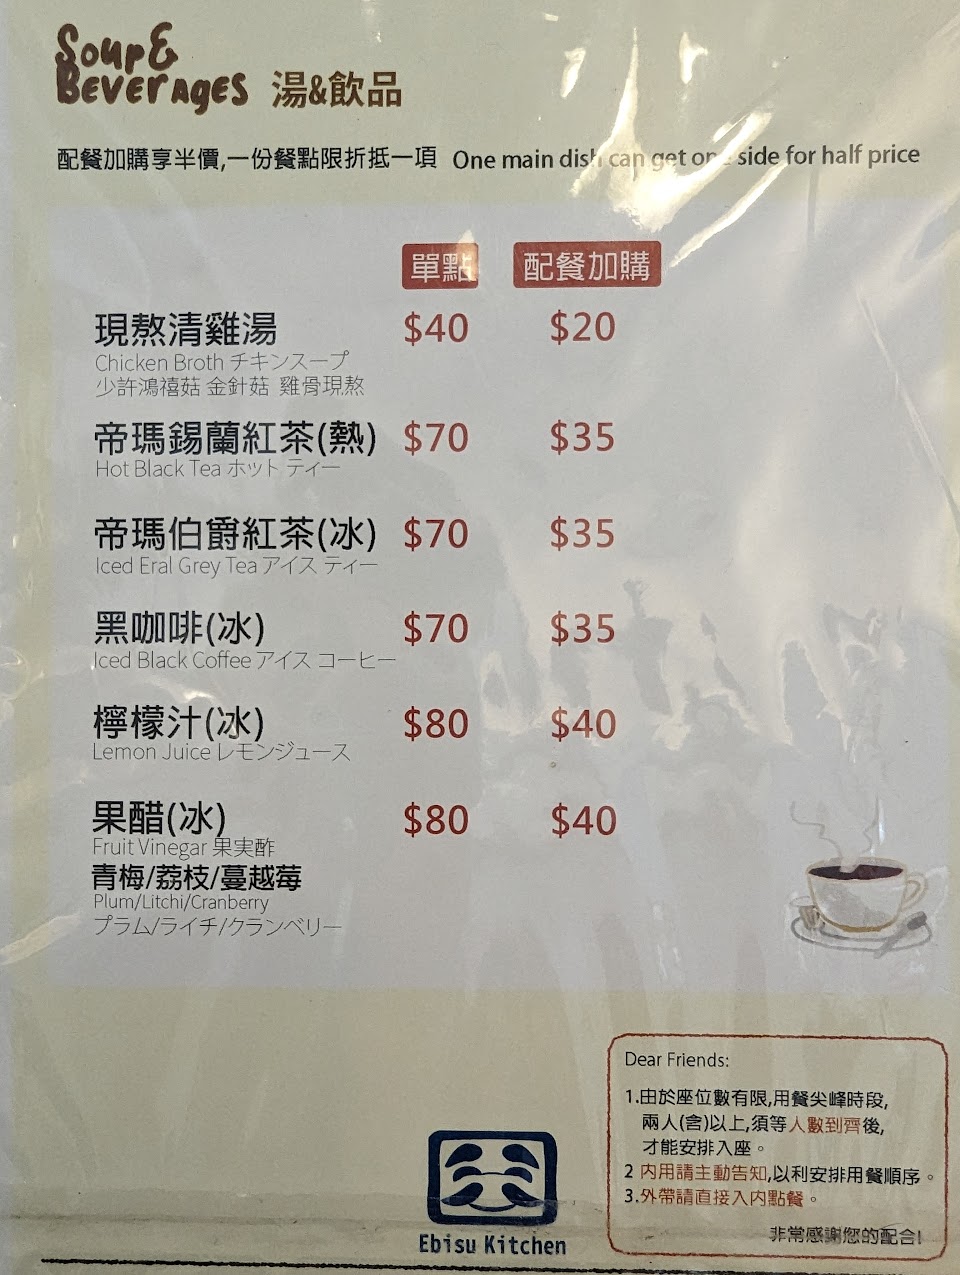 Soup&
Beverages 湯&飲品
配餐加購享半價,一份餐點限折抵一項 One main dish can get one side for half price
單點 配餐加購
現熬清雞湯 $40 $20
Chicken Broth チキンスープ
少許鴻禧菇 金針菇 雞骨現熬
帝瑪錫蘭紅茶(熱) $70 $35
Hot Black Tea ホット ティー
帝瑪伯爵紅茶(冰) $70 $35
Iced Eral Grey Tea アイス ティー
黑咖啡(冰) $70 $35
Iced Black Coffee アイス コーヒー
檸檬汁(冰) $80 $40
Lemon Juice レモンジュース
果醋(冰) $80 $40
Fruit Vinegar 果実酢
青梅/荔枝/蔓越莓
Plum/Litchi/Cranberry
プラム/ライチ/クランベリー
Dear Friends:
1.由於座位數有限,用餐尖峰時段,
兩人(含)以上,須等人數到齊後,
才能安排入座。
2 內用請主動告知,以利安排用餐順序。
3.外帶請直接入內點餐。
非常感謝您的配合!
Ebisu Kitchen